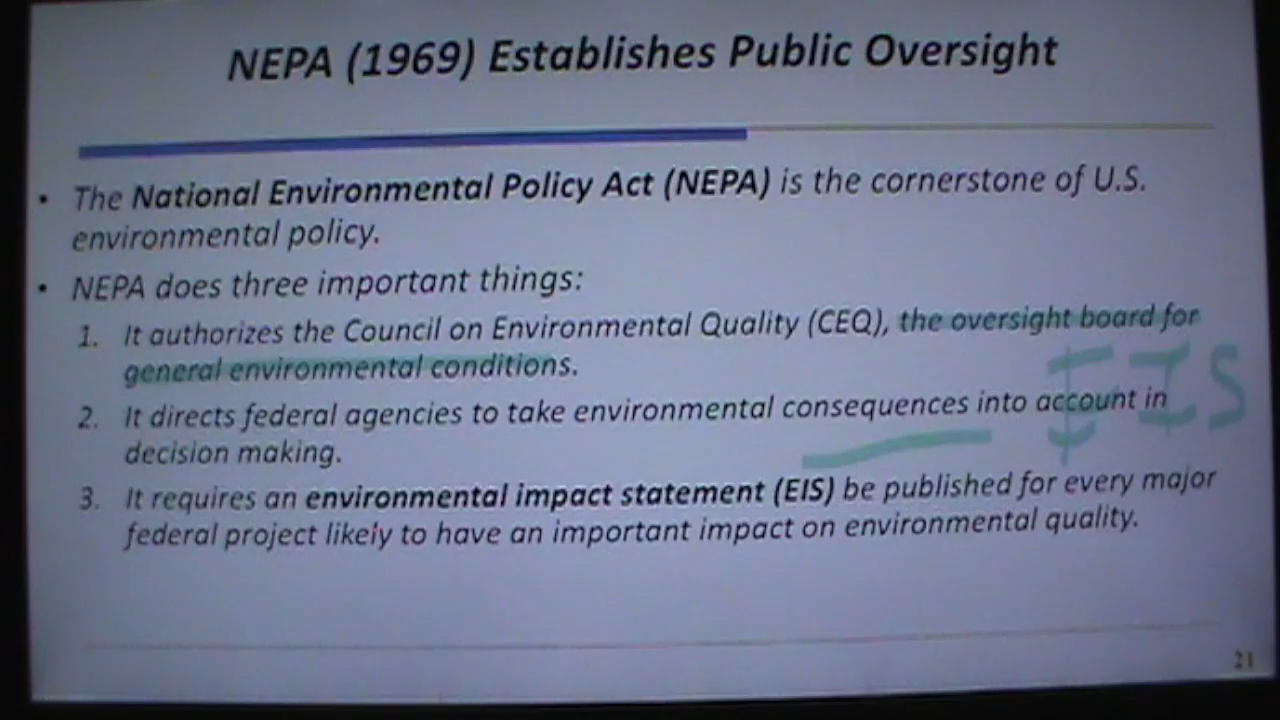 NEPA (1969) Establishes Public Oversight
• The National Environmental Policy Act (NEPA) is the cornerstone of U.S.
environmental policy.
• NEPA does three important things:
1. It authorizes the Council on Environmental Quality (CEQ), the oversight board for
general environmental conditions.
EIS
2. It directs federal agencies to take environmental consequences into account in
decision making.
3. It requires an environmental impact statement (EIS) be published for every major
federal project likely to have an important impact on environmental quality.
21